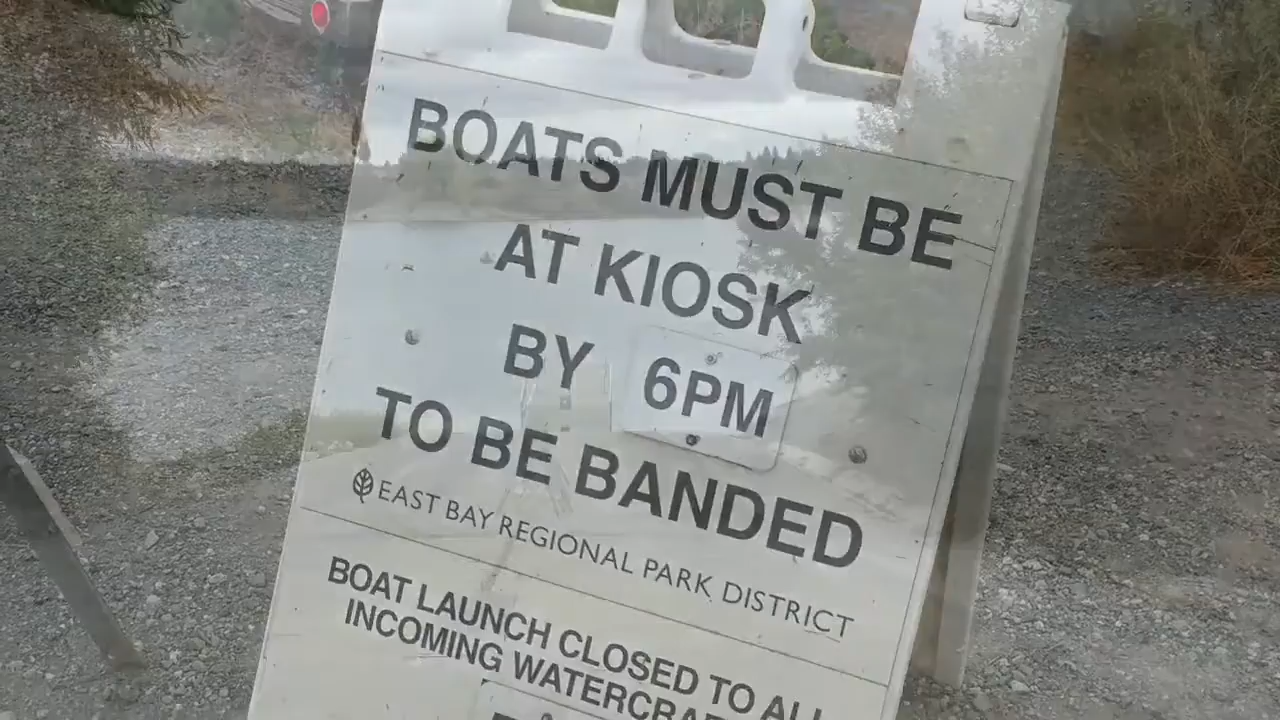 BOATS MUST BE
AT KIOSK
BY 6PM
TO BE BANDED
EAST BAY REGIONAL PARK DISTRICT
BOAT LAUNCH CLOSED TO ALL
INCOMING